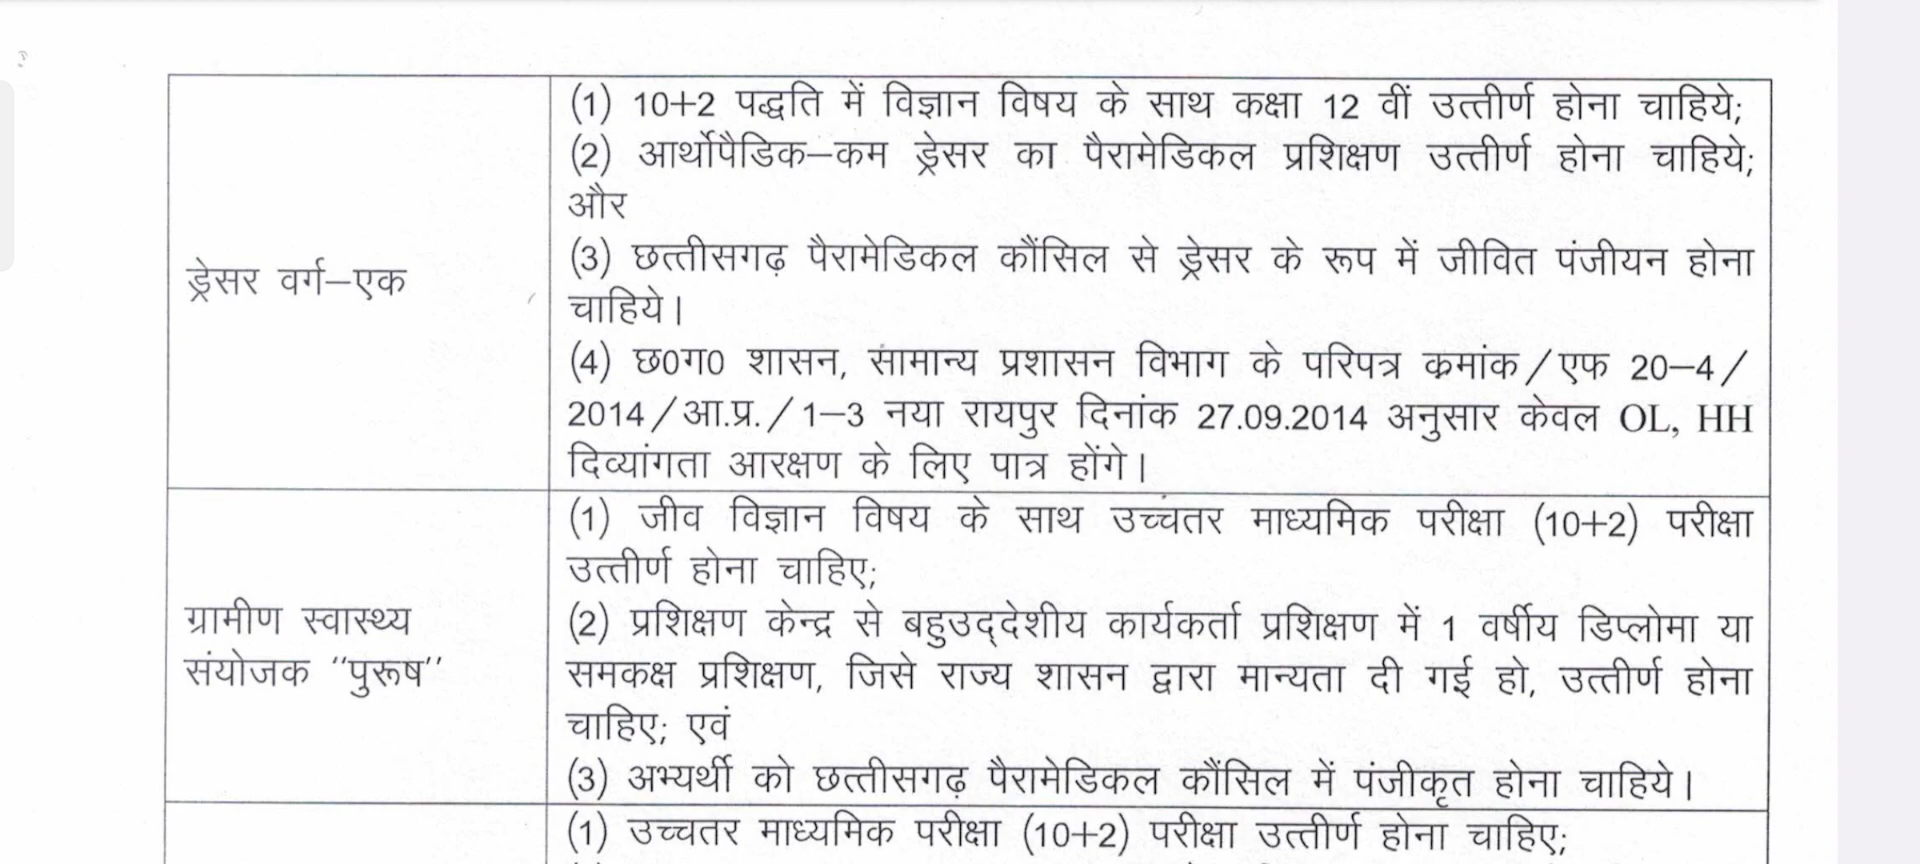 ड्रेसर वर्ग–एक
(1) 10+2 पद्धति में विज्ञान विषय के साथ कक्षा 12 वीं उत्तीर्ण होना चाहिये;
(2) आर्थोपैडिक–कम ड्रेसर का पैरामेडिकल प्रशिक्षण उत्तीर्ण होना चाहिये;
और
(3) छत्तीसगढ़ पैरामेडिकल कौंसिल से ड्रेसर के रूप में जीवित पंजीयन होना
चाहिये।
(4) छ0ग0 शासन, सामान्य प्रशासन विभाग के परिपत्र क्रमांक/एफ 20–4/
2014/आ.प्र./1–3 नया रायपुर दिनांक 27.09.2014 अनुसार केवल OL, HH
दिव्यांगता आरक्षण के लिए पात्र होंगे।
ग्रामीण स्वास्थ्य
संयोजक "पुरूष"
(1) जीव विज्ञान विषय के साथ उच्चतर माध्यमिक परीक्षा (10+2) परीक्षा
उत्तीर्ण होना चाहिए;
(2) प्रशिक्षण केन्द्र से बहुउद्देशीय कार्यकर्ता प्रशिक्षण में 1 वर्षीय डिप्लोमा या
समकक्ष प्रशिक्षण, जिसे राज्य शासन द्वारा मान्यता दी गई हो, उत्तीर्ण होना
चाहिए; एवं
(3) अभ्यर्थी को छत्तीसगढ़ पैरामेडिकल कौंसिल में पंजीकृत होना चाहिये।
(1) उच्चतर माध्यमिक परीक्षा (10+2) परीक्षा उत्तीर्ण होना चाहिए;